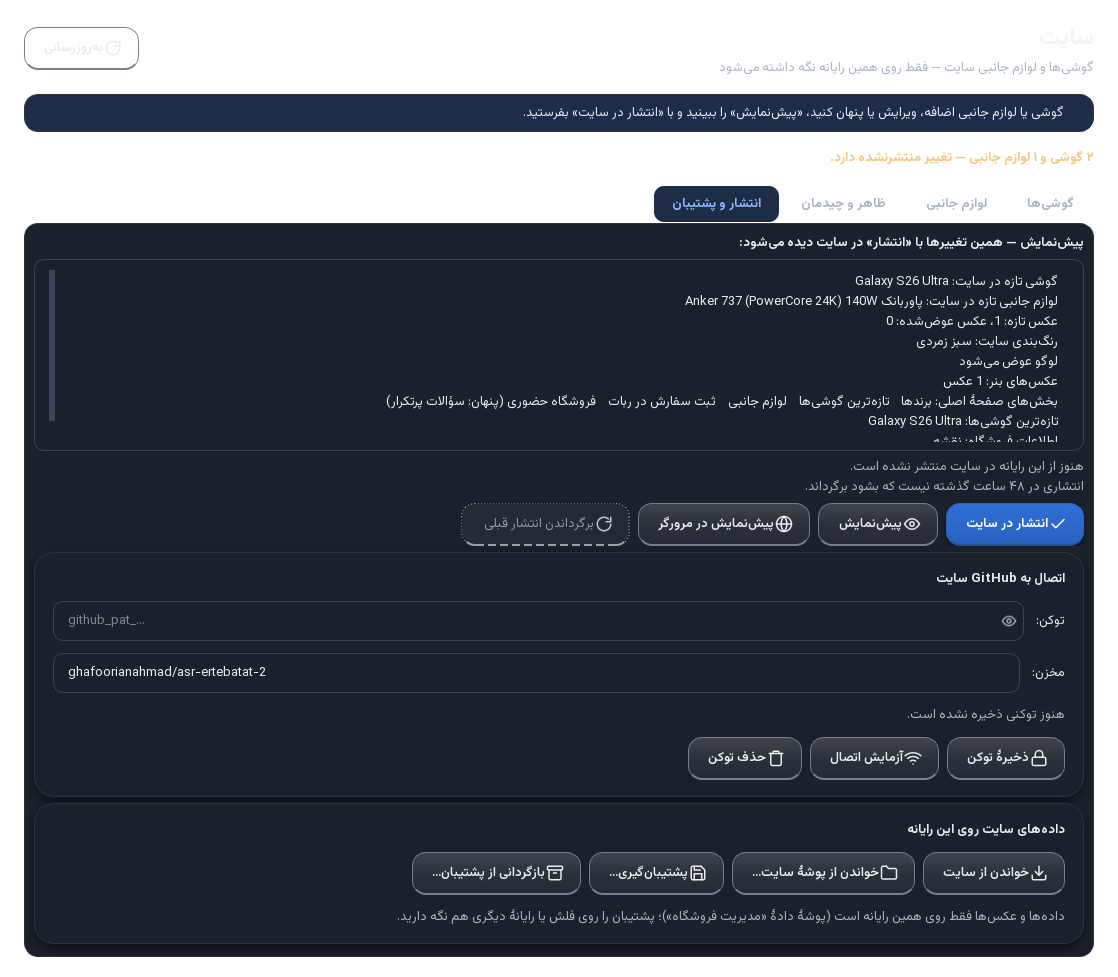 سایت
به‌روزرسانی
گوشی‌ها و لوازم جانبی سایت — فقط روی همین رایانه نگه داشته می‌شود
گوشی یا لوازم جانبی اضافه، ویرایش یا پنهان کنید، «پیش‌نمایش» را ببینید و با «انتشار در سایت» بفرستید.
۲ گوشی و ۱ لوازم جانبی — تغییر منتشرنشده دارد.
گوشی‌ها
لوازم جانبی
ظاهر و چیدمان
انتشار و پشتیبان
پیش‌نمایش — همین تغییرها با «انتشار» در سایت دیده می‌شود:
گوشی تازه در سایت: Galaxy S26 Ultra
لوازم جانبی تازه در سایت: پاوربانک Anker 737 (PowerCore 24K) 140W
عکس تازه: 1، عکس عوض‌شده: 0
رنگ‌بندی سایت: سبز زمردی
لوگو عوض می‌شود
عکس‌های بنر: 1 عکس
بخش‌های صفحهٔ اصلی: برندها   تازه‌ترین گوشی‌ها   لوازم جانبی   ثبت سفارش در ربات   فروشگاه حضوری (پنهان: سؤالات پرتکرار)
تازه‌ترین گوشی‌ها: Galaxy S26 Ultra
اطلاعات فروشگاه: نقشه
هنوز از این رایانه در سایت منتشر نشده است.
انتشاری در ۴۸ ساعت گذشته نیست که بشود برگرداند.
انتشار در سایت
پیش‌نمایش
پیش‌نمایش در مرورگر
برگرداندن انتشار قبلی
اتصال به GitHub سایت
توکن:
github_pat_...
مخزن:
ghafoorianahmad/asr-ertebatat-2
هنوز توکنی ذخیره نشده است.
ذخیرهٔ توکن
آزمایش اتصال
حذف توکن
داده‌های سایت روی این رایانه
خواندن از سایت
خواندن از پوشهٔ سایت...
پشتیبان‌گیری...
بازگردانی از پشتیبان...
داده‌ها و عکس‌ها فقط روی همین رایانه است (پوشهٔ دادهٔ «مدیریت فروشگاه»)؛ پشتیبان را روی فلش یا رایانهٔ دیگری هم نگه دارید.